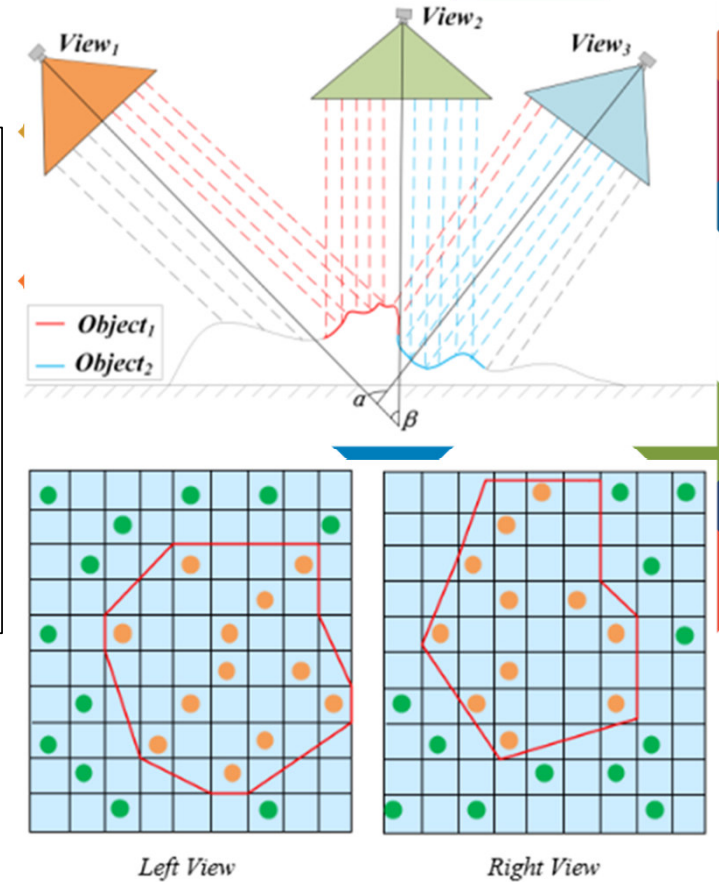 View1
View2
View3
Object1
Object2
α
β
Left View
Right View